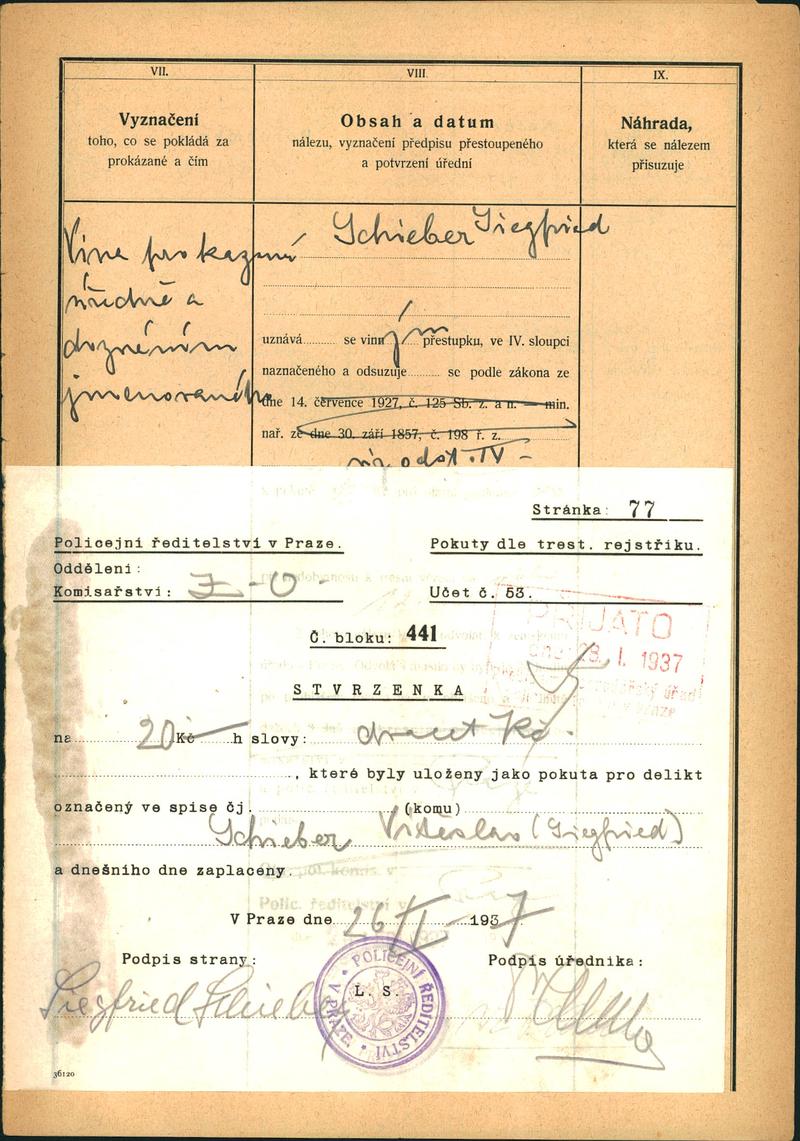 VII.
Vyznačení
toho, co se pokládá za
prokázané a čím
VIII.
Obsah a datum
nálezu, vyznačení předpisu přestoupeného
a potvrzení úřední
IX.
Náhrada,
která se nálezem
přisuzuje
Vina prokázána
úředně a
doznáním
jmenovaného
Schieber Siegfried
uznává se vinným přestupku, ve IV. sloupci
naznačeného a odsuzuje se podle zákona ze
dne 14. července 1927, č. 125 Sb. z. a n. — min.
nař. ze dne 30. září 1857, č. 198 ř. z.
viz odst. IV -
Stránka: 77
Policejní ředitelství v Praze.
Pokuty dle trest. rejstříku.
Oddělení:
Komisařství:
Účet č. 53.
Č. bloku: 441
PŘIJATO
1937
STVRZENKA
na 20 Kč h slovy: dvacet Kč.
, které byly uloženy jako pokuta pro delikt
označený ve spise čj. (komu)
Schieber Vítěslav (Siegfried)
a dnešního dne zaplaceny.
V Praze dne 26 1937
Podpis strany:
Podpis úředníka:
Siegfried Schieber
L. S.
POLICEJNÍ ŘEDITELSTVÍ V PRAZE
36120